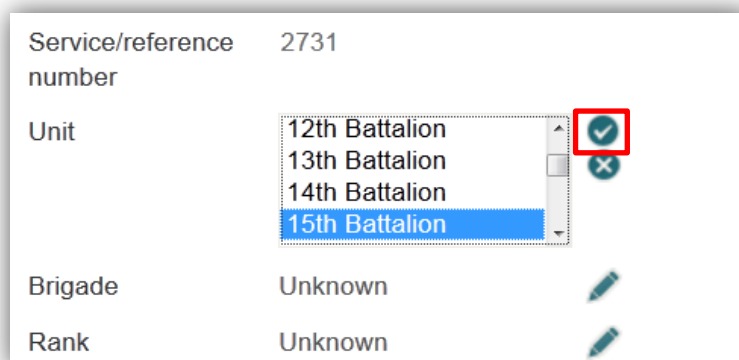 Service/reference number 2731
Unit
12th Battalion
13th Battalion
14th Battalion
15th Battalion
Brigade Unknown
Rank Unknown